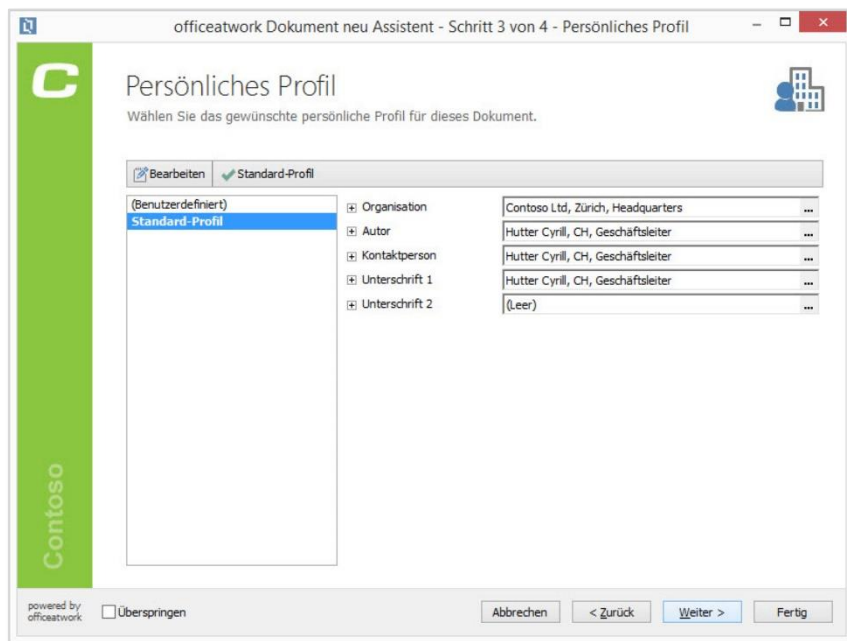 officeatwork Dokument neu Assistent - Schritt 3 von 4 - Persönliches Profil
C
Persönliches Profil
Wählen Sie das gewünschte persönliche Profil für dieses Dokument.
Bearbeiten Standard-Profil
(Benutzerdefiniert)
Standard-Profil
Organisation Contoso Ltd, Zürich, Headquarters ...
Autor Hutter Cyrill, CH, Geschäftsleiter ...
Kontaktperson Hutter Cyrill, CH, Geschäftsleiter ...
Unterschrift 1 Hutter Cyrill, CH, Geschäftsleiter ...
Unterschrift 2 (Leer) ...
Contoso
powered by
officeatwork
Überspringen Abbrechen < Zurück Weiter > Fertig